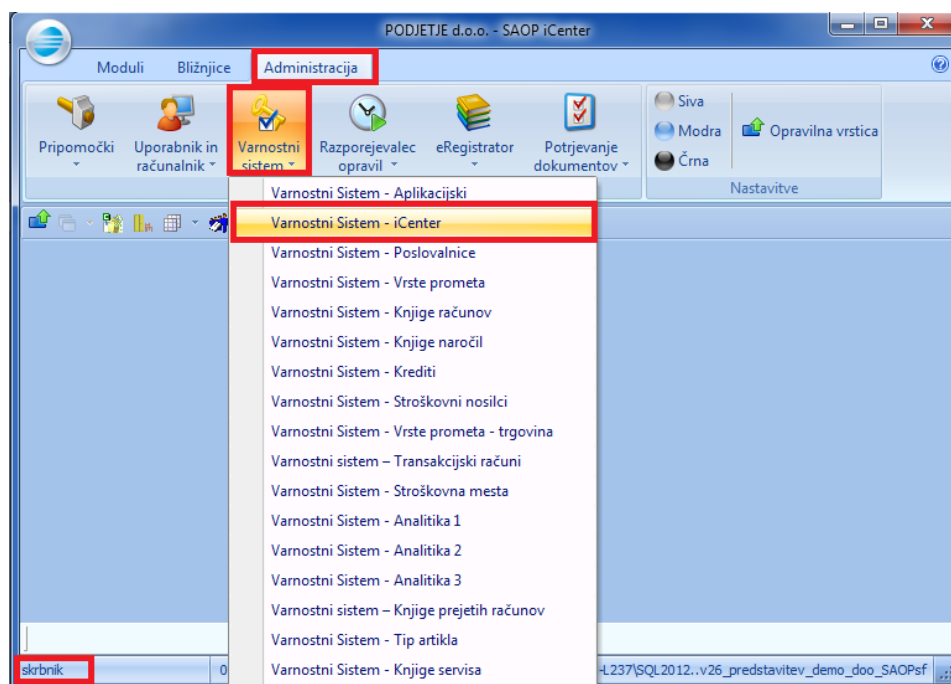 PODJETJE d.o.o. - SAOP iCenter
Moduli Bližnjice Administracija
Pripomočki
Uporabnik in
računalnik
Varnostni
sistem
Razporejevalec
opravil
eRegistrator
Potrjevanje
dokumentov
Siva
Modra
Črna
Opravilna vrstica
Nastavitve
Varnostni Sistem - Aplikacijski
Varnostni Sistem - iCenter
Varnostni Sistem - Poslovalnice
Varnostni Sistem - Vrste prometa
Varnostni Sistem - Knjige računov
Varnostni Sistem - Knjige naročil
Varnostni Sistem - Krediti
Varnostni Sistem - Stroškovni nosilci
Varnostni Sistem - Vrste prometa - trgovina
Varnostni sistem – Transakcijski računi
Varnostni Sistem - Stroškovna mesta
Varnostni Sistem - Analitika 1
Varnostni Sistem - Analitika 2
Varnostni Sistem - Analitika 3
Varnostni sistem – Knjige prejetih računov
Varnostni Sistem - Tip artikla
Varnostni Sistem - Knjige servisa
skrbnik 0 -L237\SQL2012..v26_predstavitev_demo_doo_SAOPsf